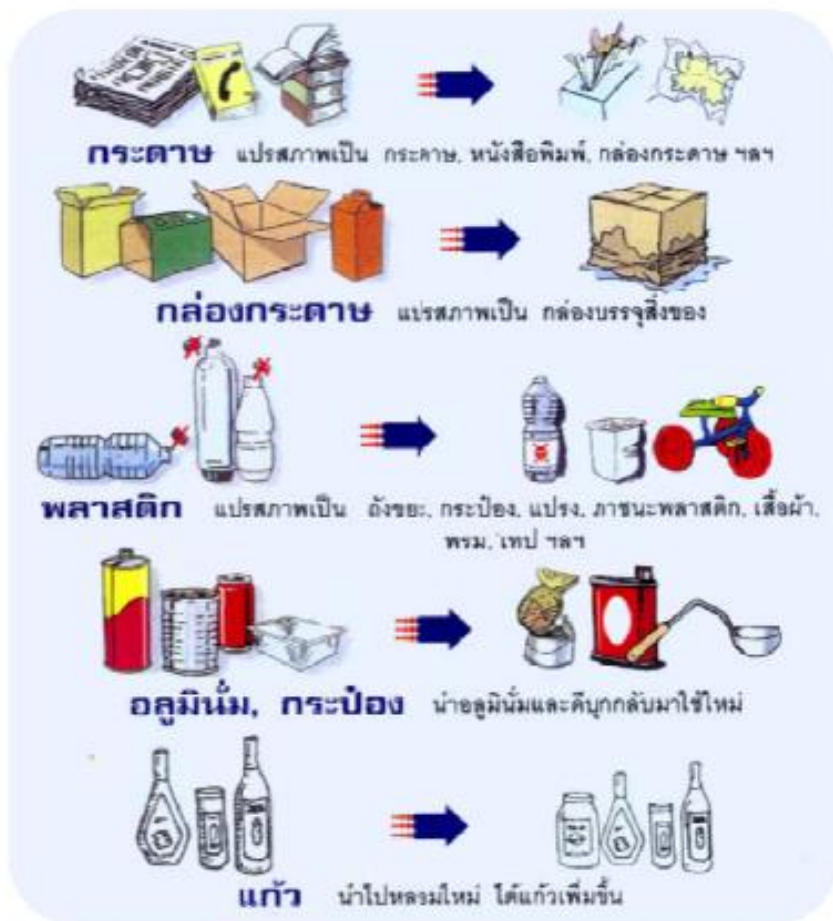 กระดาษ แปรสภาพเป็น กระดาษ, หนังสือพิมพ์, กล่องกระดาษ ฯลฯ
กล่องกระดาษ แปรสภาพเป็น กล่องบรรจุสิ่งของ
พลาสติก แปรสภาพเป็น ถังขยะ, กระป๋อง, แปรง, ภาชนะพลาสติก, เสื้อผ้า,
พรม, เทป ฯลฯ
อลูมินั่ม, กระป๋อง นำอลูมินั่มและดีบุกกลับมาใช้ใหม่
แก้ว นำไปหลอมใหม่ ได้แก้วเพิ่มขึ้น